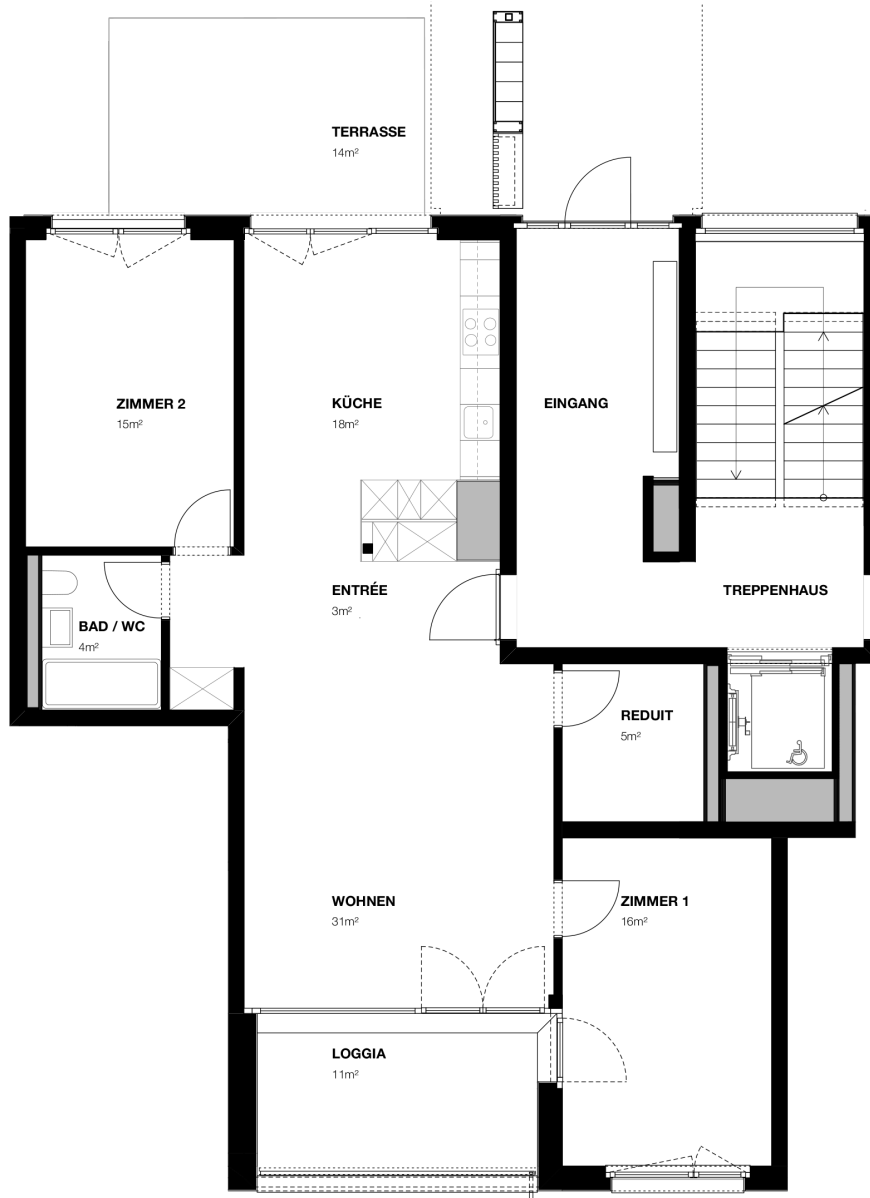 TERRASSE
14m²
ZIMMER 2
15m²
KÜCHE
18m²
EINGANG
ENTRÉE
3m²
TREPPENHAUS
BAD / WC
4m²
REDUIT
5m²
WOHNEN
31m²
ZIMMER 1
16m²
LOGGIA
11m²